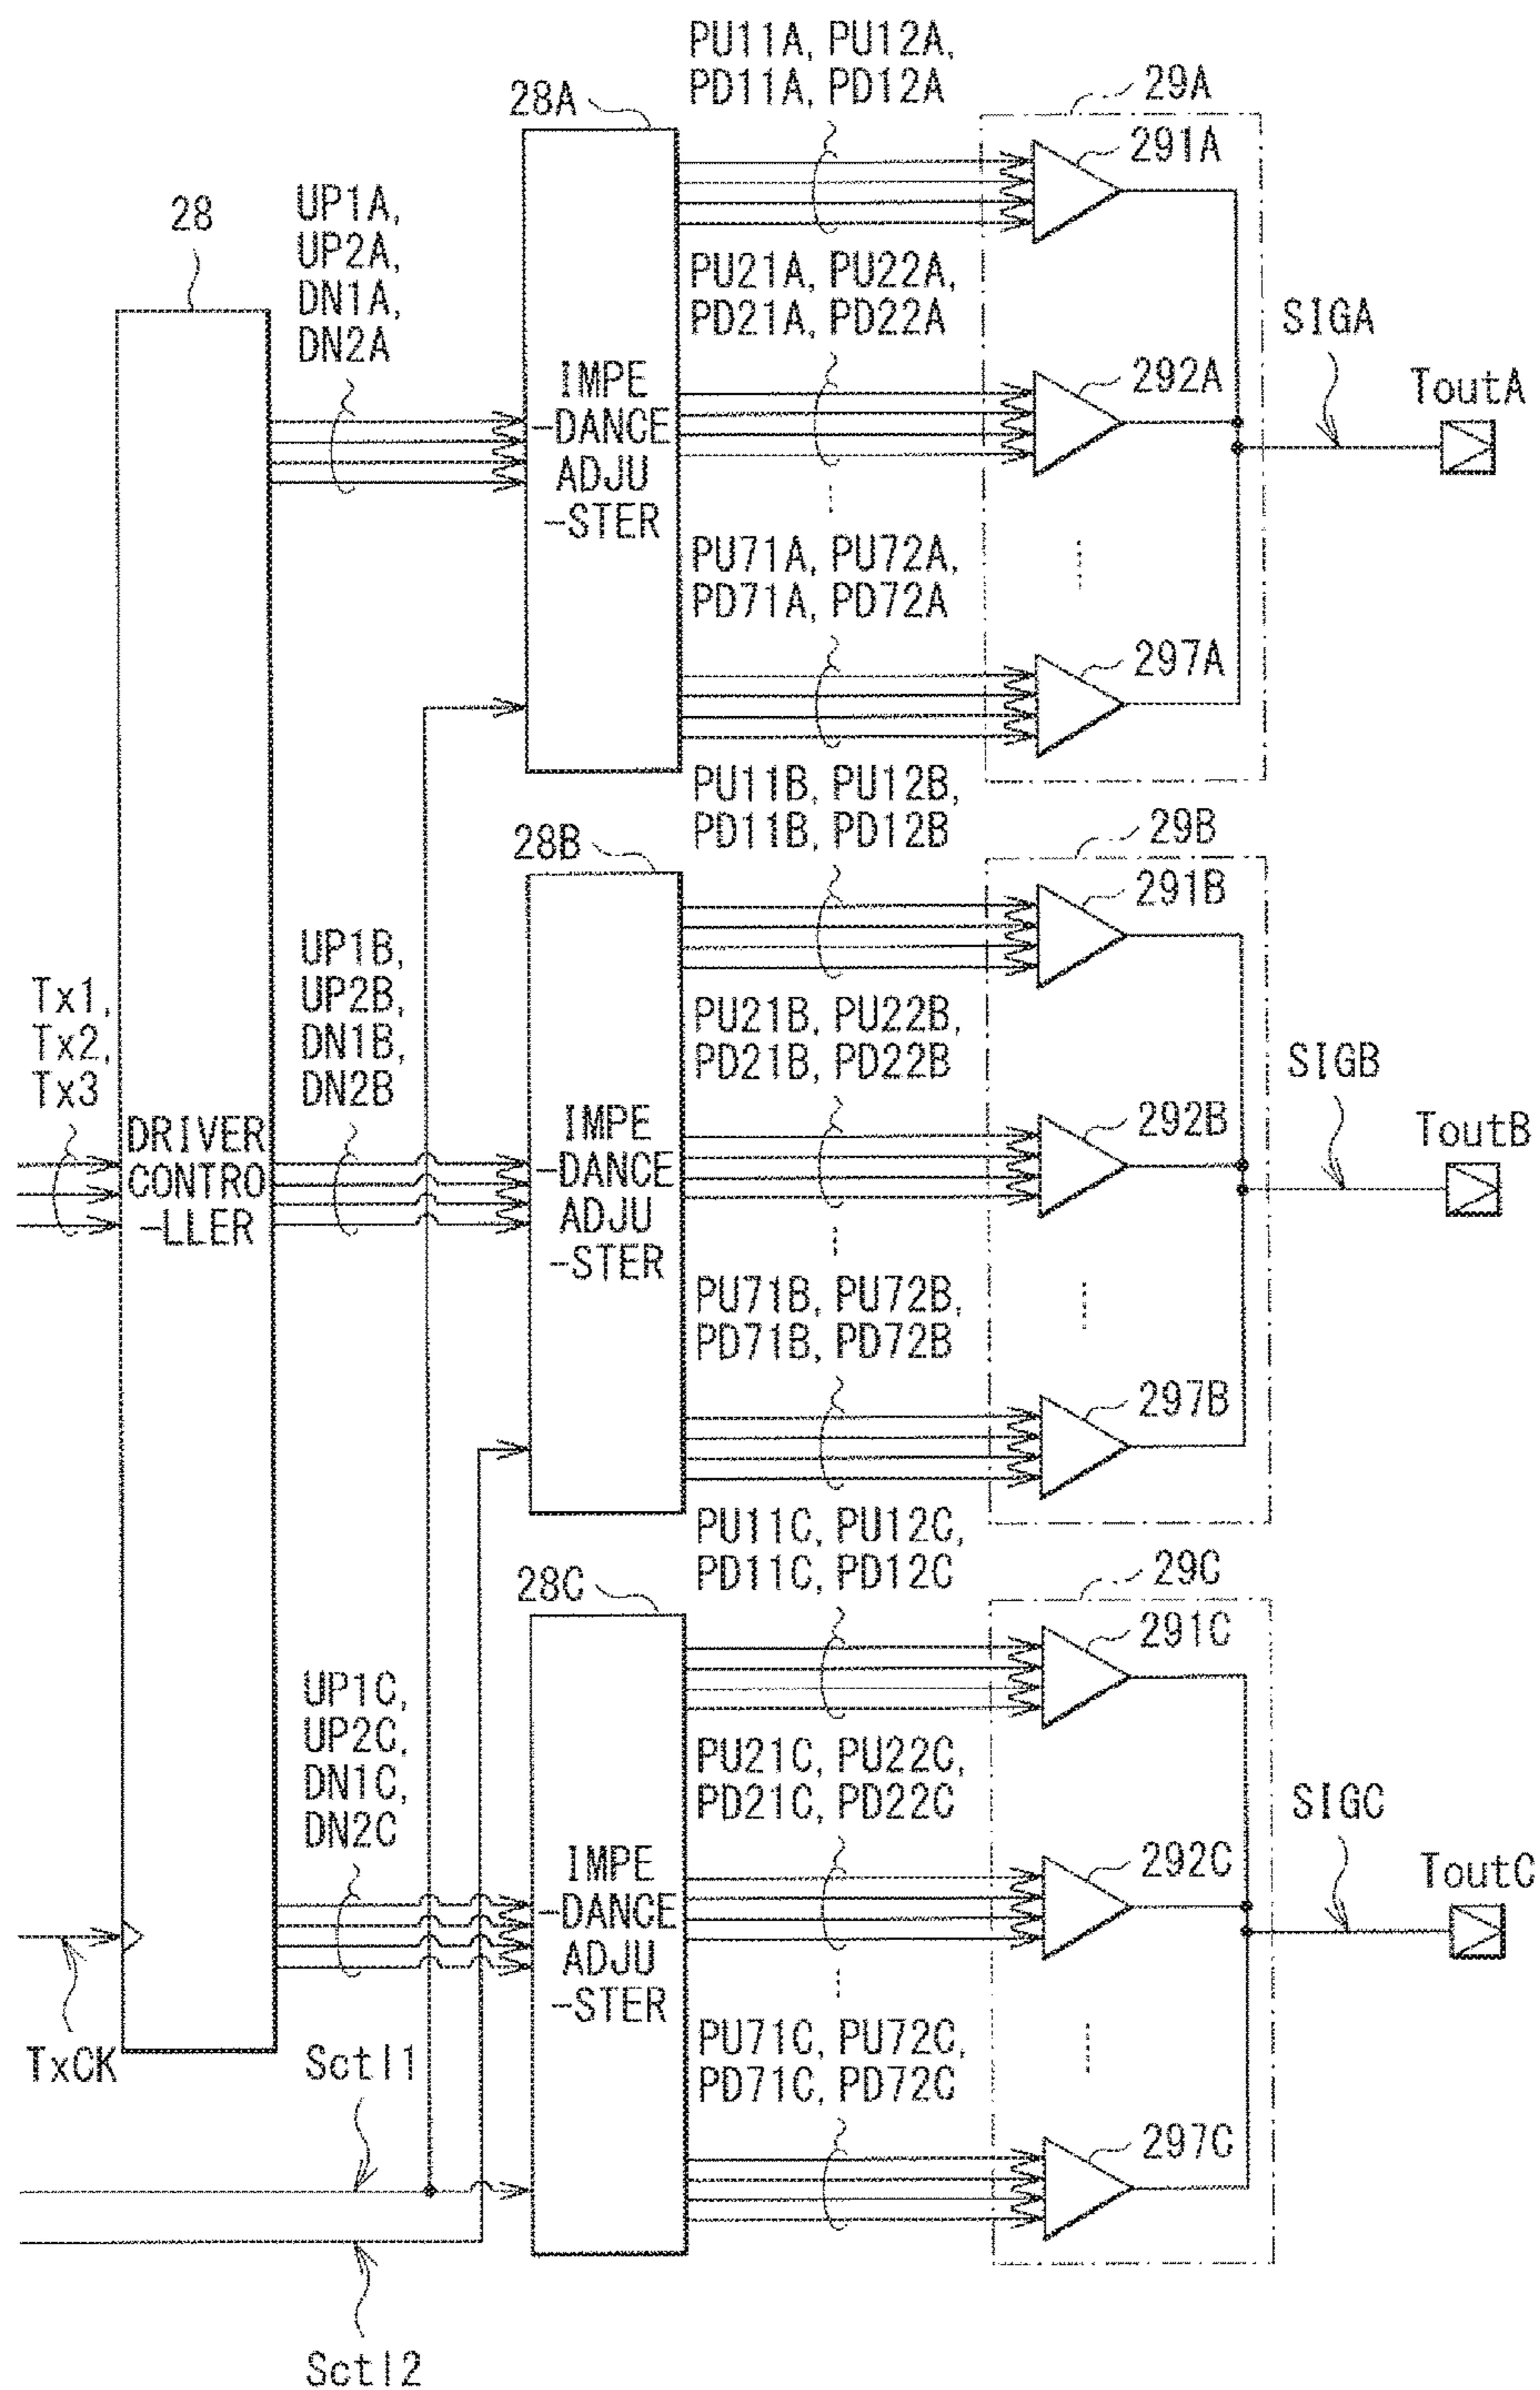 PU11A, PU12A,
PD11A, PD12A
28A
29A
291A
28
UP1A,
UP2A,
DN1A,
DN2A
PU21A, PU22A,
PD21A, PD22A
SIGA
292A
ToutA
IMPE
-DANCE
ADJU
-STER
PU71A, PU72A,
PD71A, PD72A
297A
PU11B, PU12B,
PD11B, PD12B
28B
29B
291B
UP1B,
UP2B,
DN1B,
DN2B
Tx1,
Tx2,
Tx3
PU21B, PU22B,
PD21B, PD22B
SIGB
292B
ToutB
DRIVER
CONTRO
-LLER
IMPE
-DANCE
ADJU
-STER
PU71B, PU72B,
PD71B, PD72B
297B
PU11C, PU12C,
PD11C, PD12C
28C
29C
291C
UP1C,
UP2C,
DN1C,
DN2C
PU21C, PU22C,
PD21C, PD22C
SIGC
292C
ToutC
IMPE
-DANCE
ADJU
-STER
TxCK
Sctl1
PU71C, PU72C,
PD71C, PD72C
297C
Sctl2